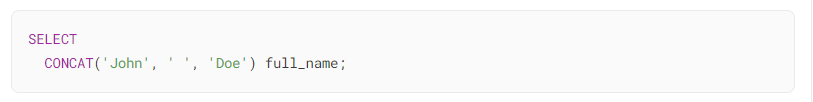 SELECT
CONCAT('John', ' ', 'Doe') full_name;